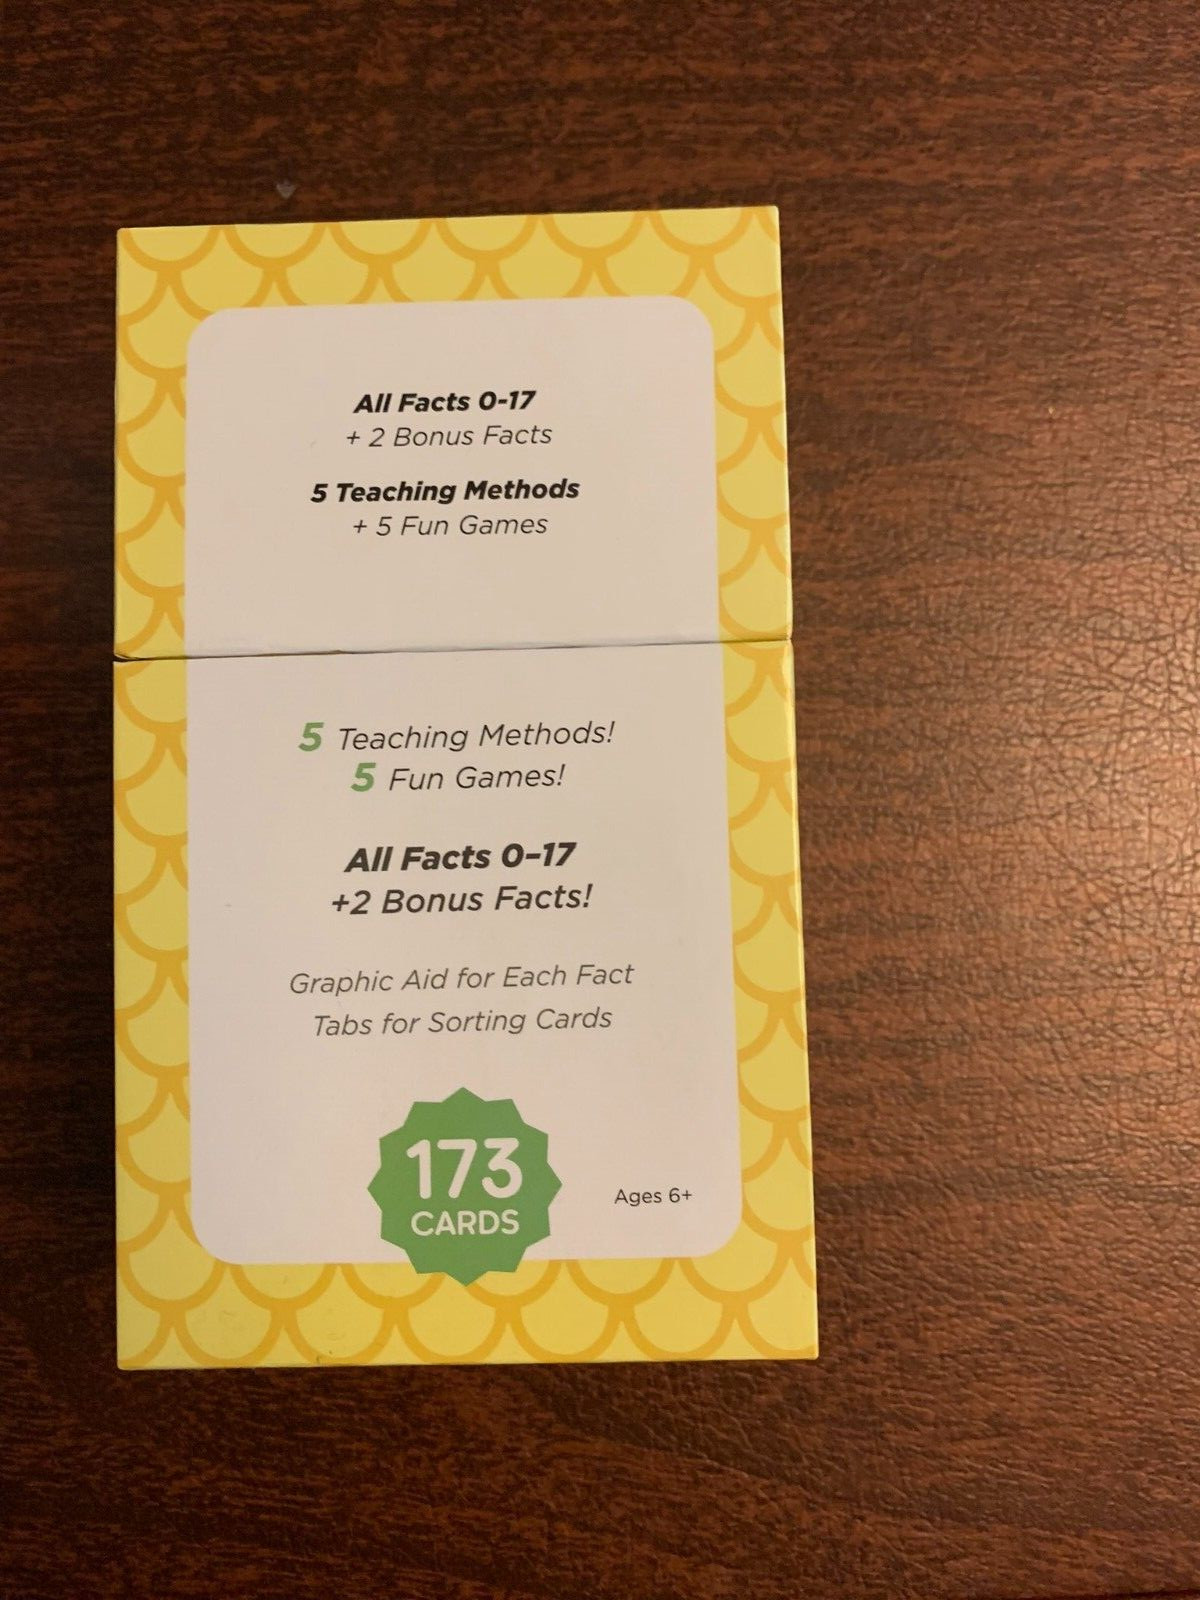 All Facts 0-17
+ 2 Bonus Facts
5 Teaching Methods
+ 5 Fun Games
5 Teaching Methods!
5 Fun Games!
All Facts 0-17
+2 Bonus Facts!
Graphic Aid for Each Fact
Tabs for Sorting Cards
173
CARDS
Ages 6+